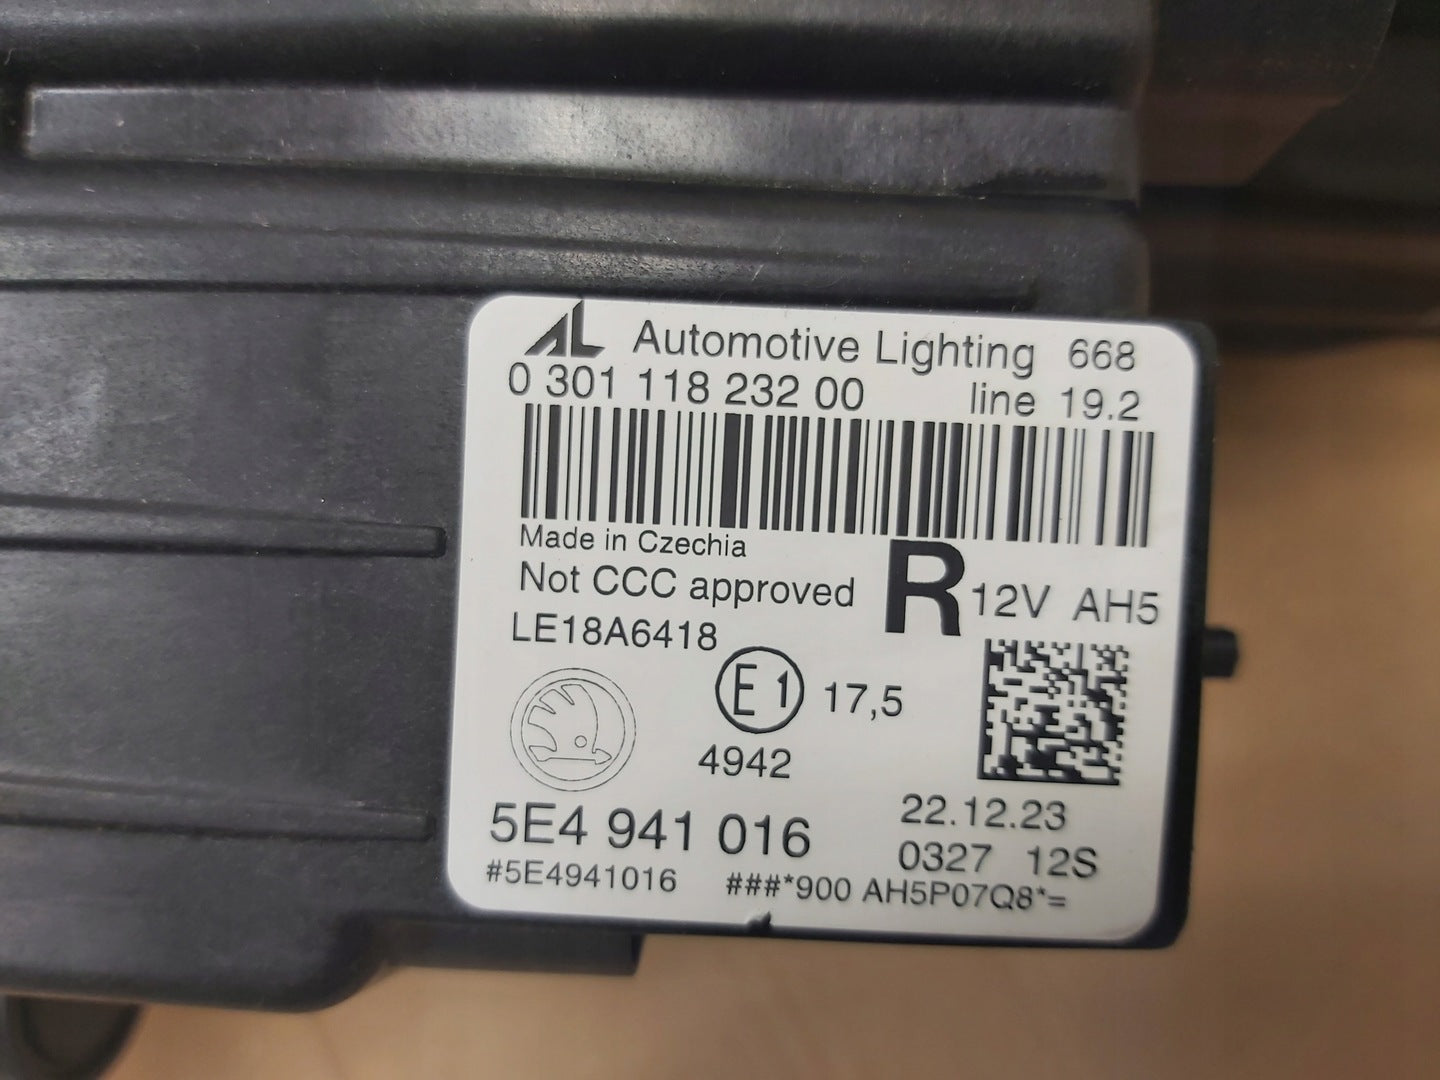 AL Automotive Lighting 668
0 301 118 232 00 line 19.2
Made in Czechia
Not CCC approved R 12V AH5
LE18A6418
E1 17,5
4942
5E4 941 016 22.12.23
0327 12S
#5E4941016 ###*900 AH5P07Q8*=